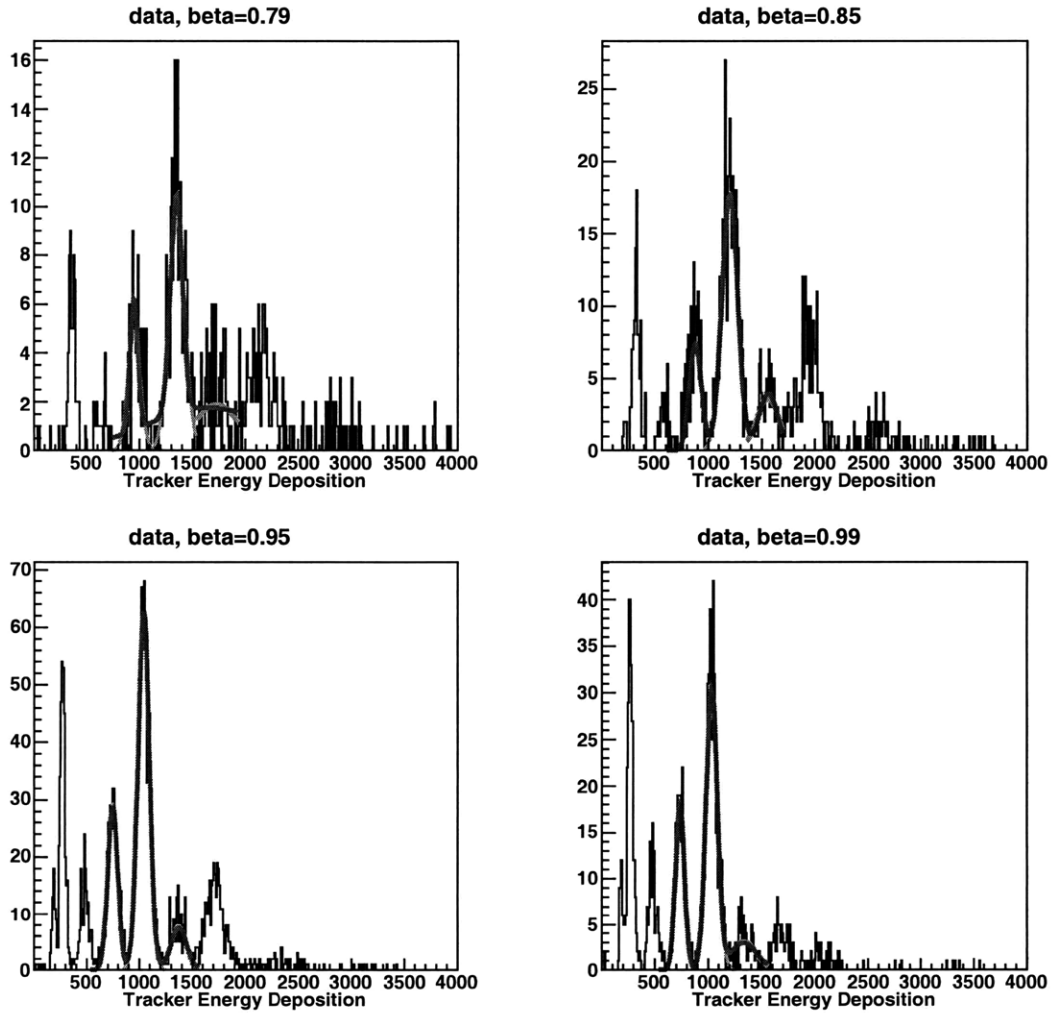 data, beta=0.79
16
14
12
10
8
6
4
2
0
500 1000 1500 2000 2500 3000 3500 4000
Tracker Energy Deposition
data, beta=0.85
25
20
15
10
5
0
500 1000 1500 2000 2500 3000 3500 4000
Tracker Energy Deposition
data, beta=0.95
70
60
50
40
30
20
10
0
500 1000 1500 2000 2500 3000 3500 4000
Tracker Energy Deposition
data, beta=0.99
40
35
30
25
20
15
10
5
0
500 1000 1500 2000 2500 3000 3500 4000
Tracker Energy Deposition